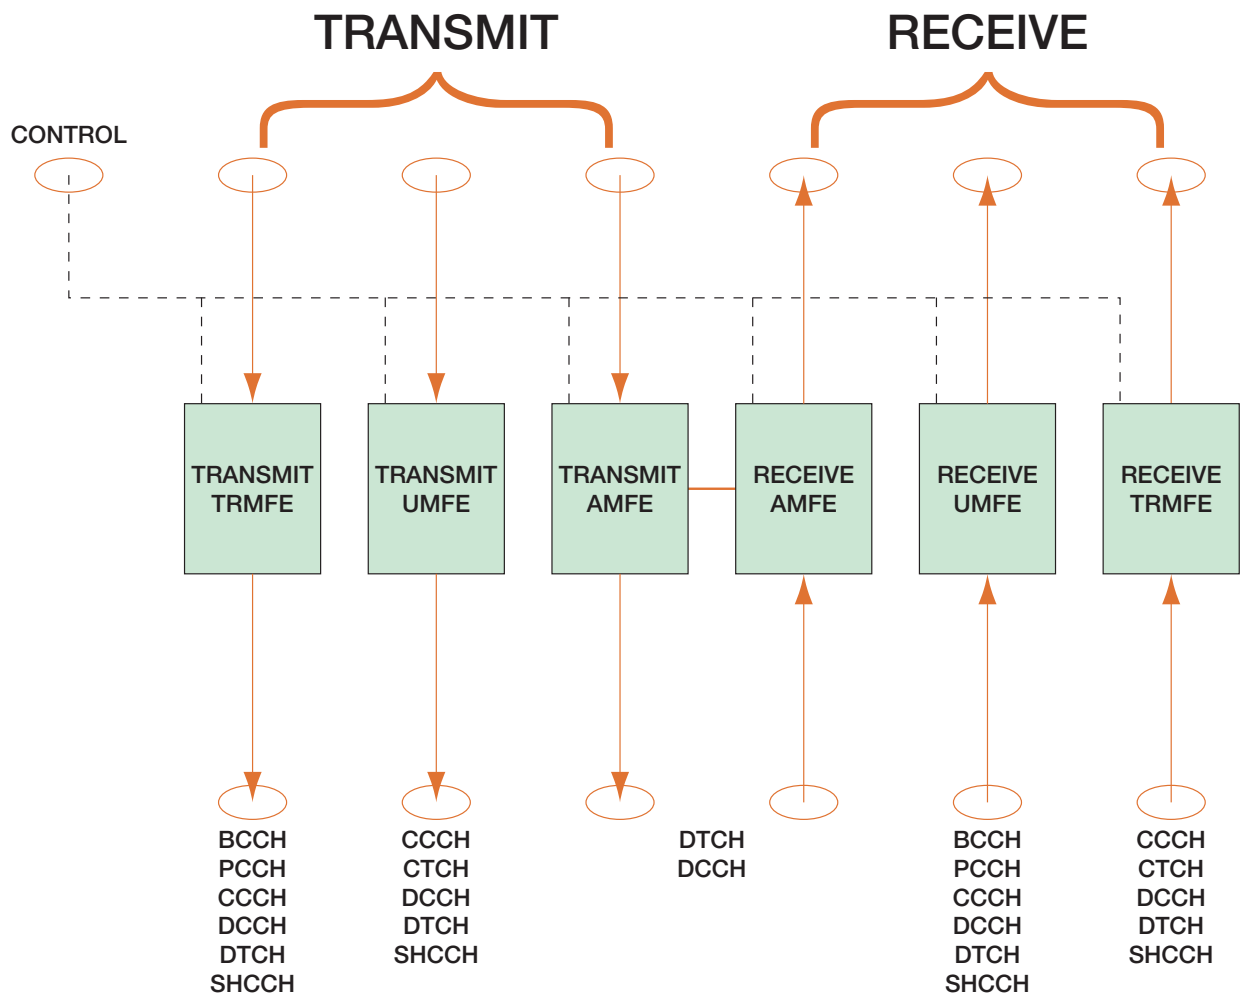 TRANSMIT
RECEIVE
CONTROL
TRANSMIT
TRMFE
TRANSMIT
UMFE
TRANSMIT
AMFE
RECEIVE
AMFE
RECEIVE
UMFE
RECEIVE
TRMFE
BCCH
PCCH
CCCH
DCCH
DTCH
SHCCH
CCCH
CTCH
DCCH
DTCH
SHCCH
DTCH
DCCH
BCCH
PCCH
CCCH
DCCH
DTCH
SHCCH
CCCH
CTCH
DCCH
DTCH
SHCCH